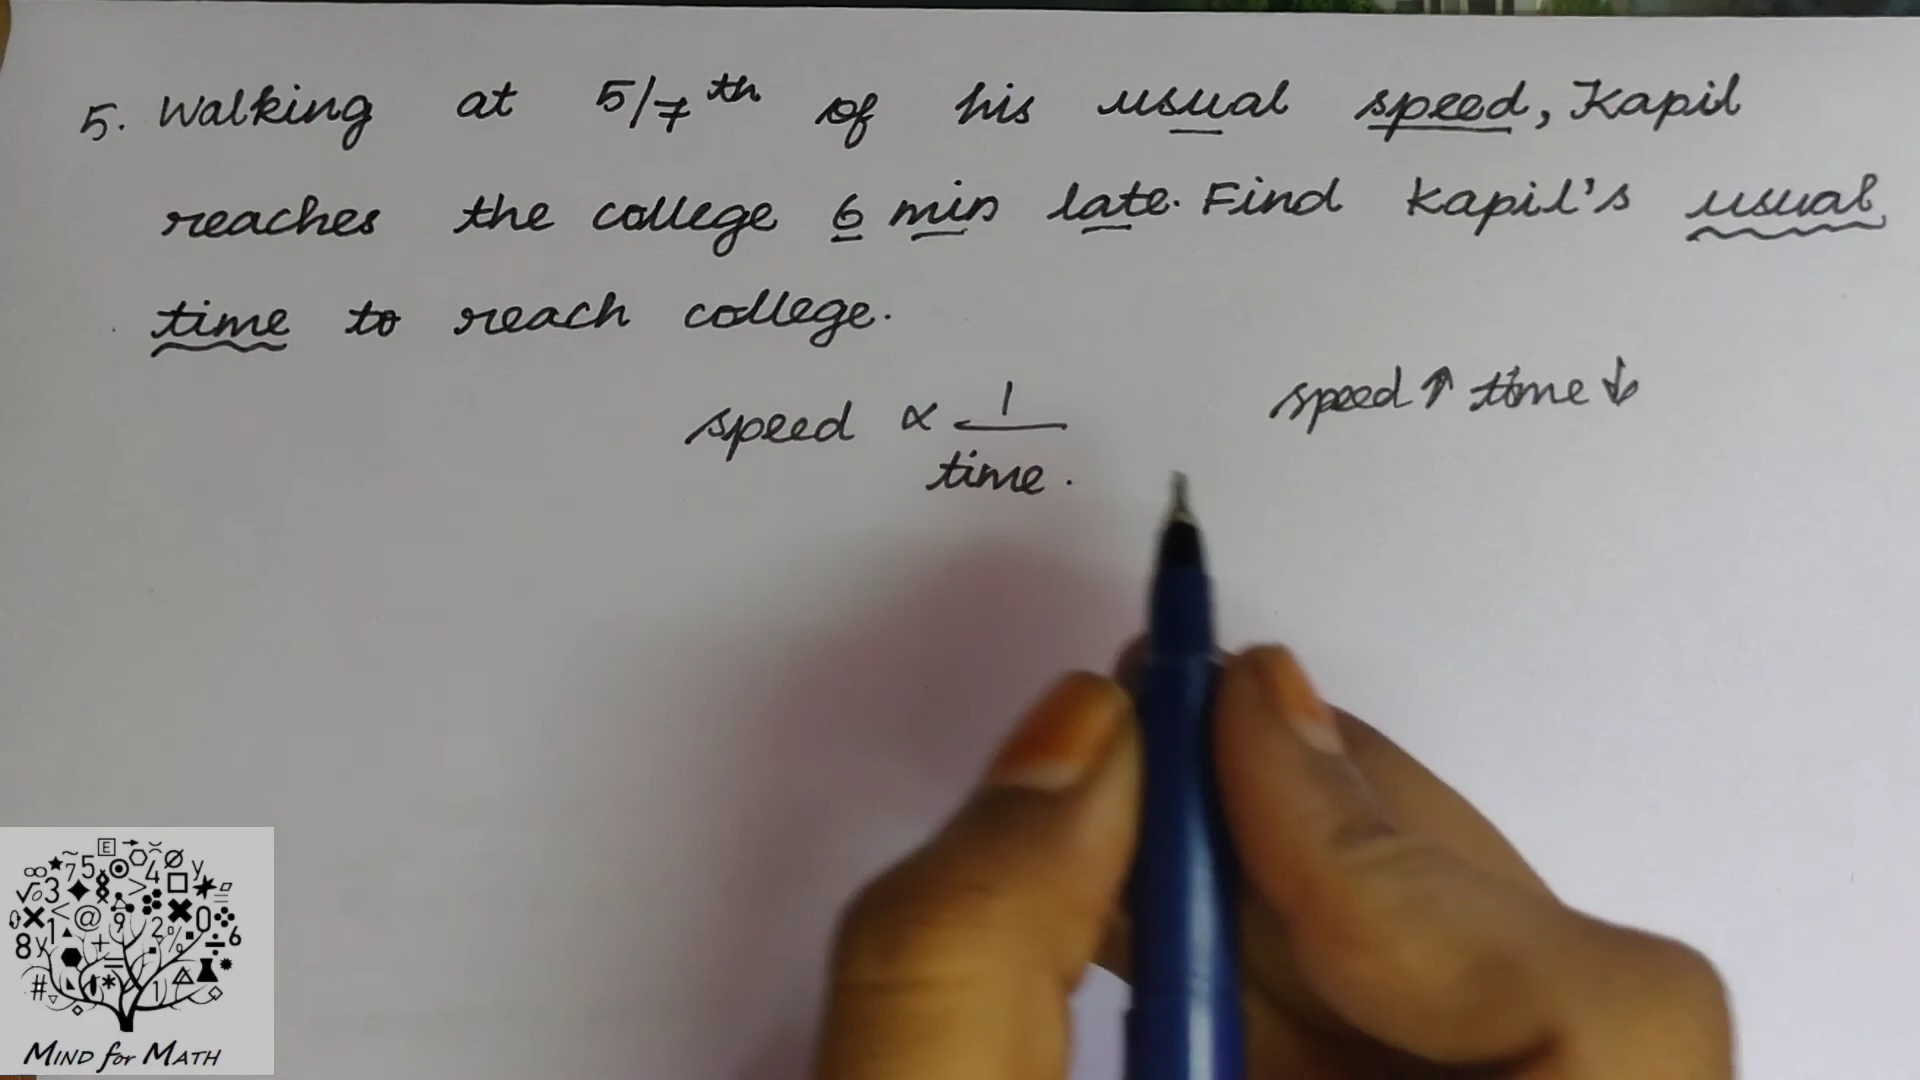 5. Walking at 5/7th of his usual speed, Kapil
reaches the college 6 min late. Find Kapil's usual
time to reach college.
speed ∝ 1/time.
speed ↑ time ↓
MIND for MATH